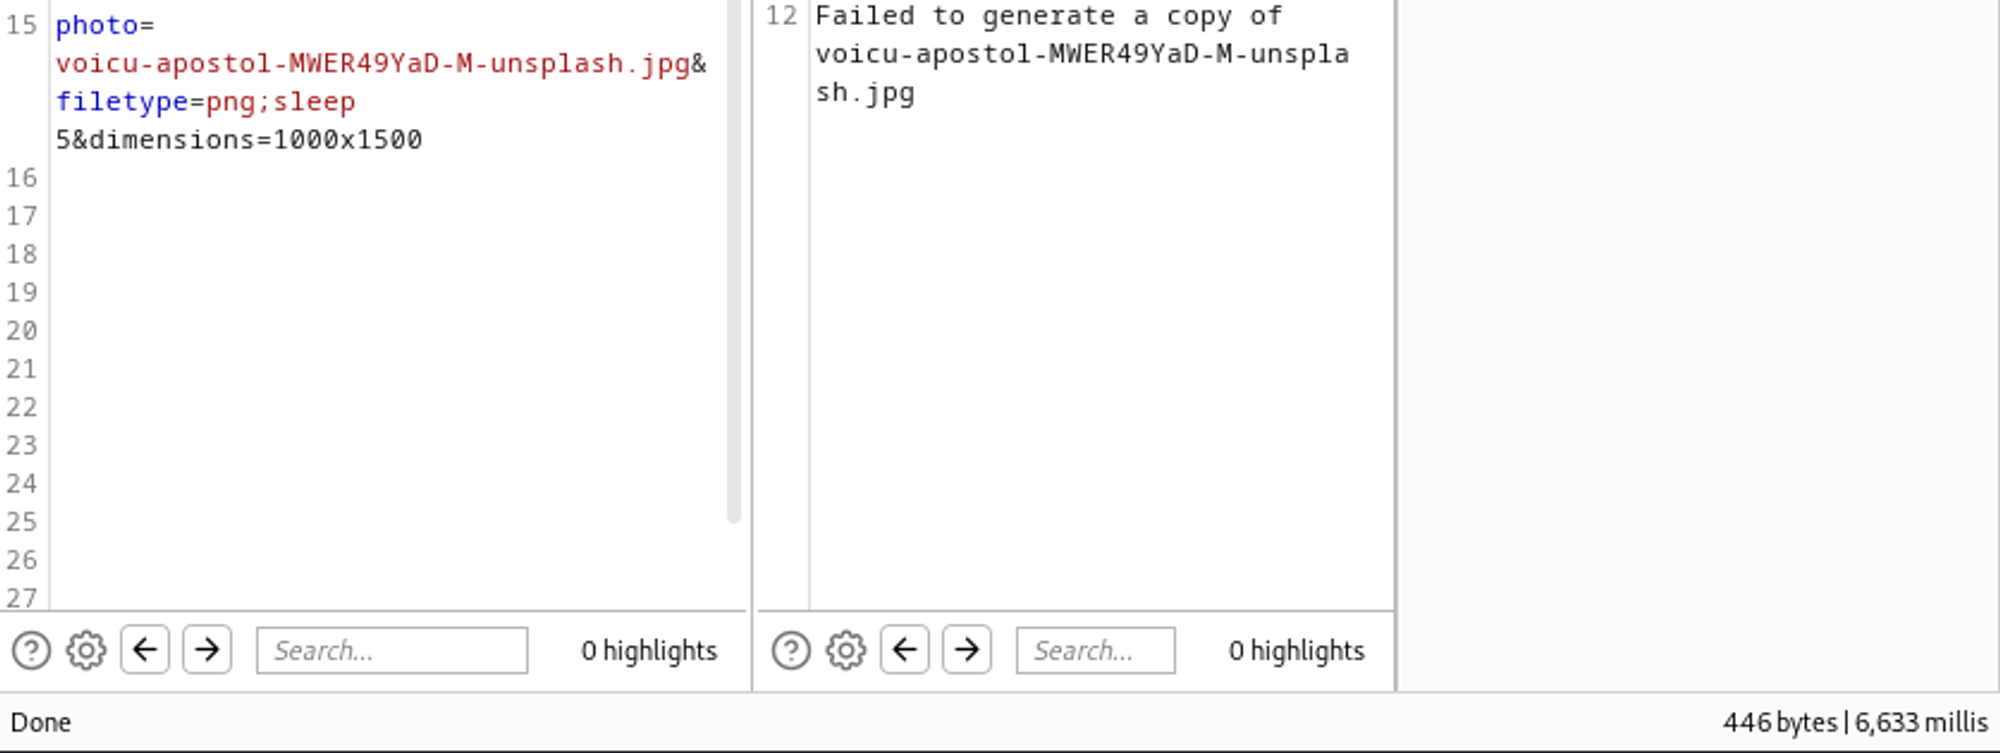 15 photo=
voicu-apostol-MWER49YaD-M-unsplash.jpg&
filetype=png;sleep
5&dimensions=1000x1500
16
17
18
19
20
21
22
23
24
25
26
27
12 Failed to generate a copy of
voicu-apostol-MWER49YaD-M-unspla
sh.jpg
? Search... 0 highlights
? Search... 0 highlights
Done
446 bytes | 6,633 millis